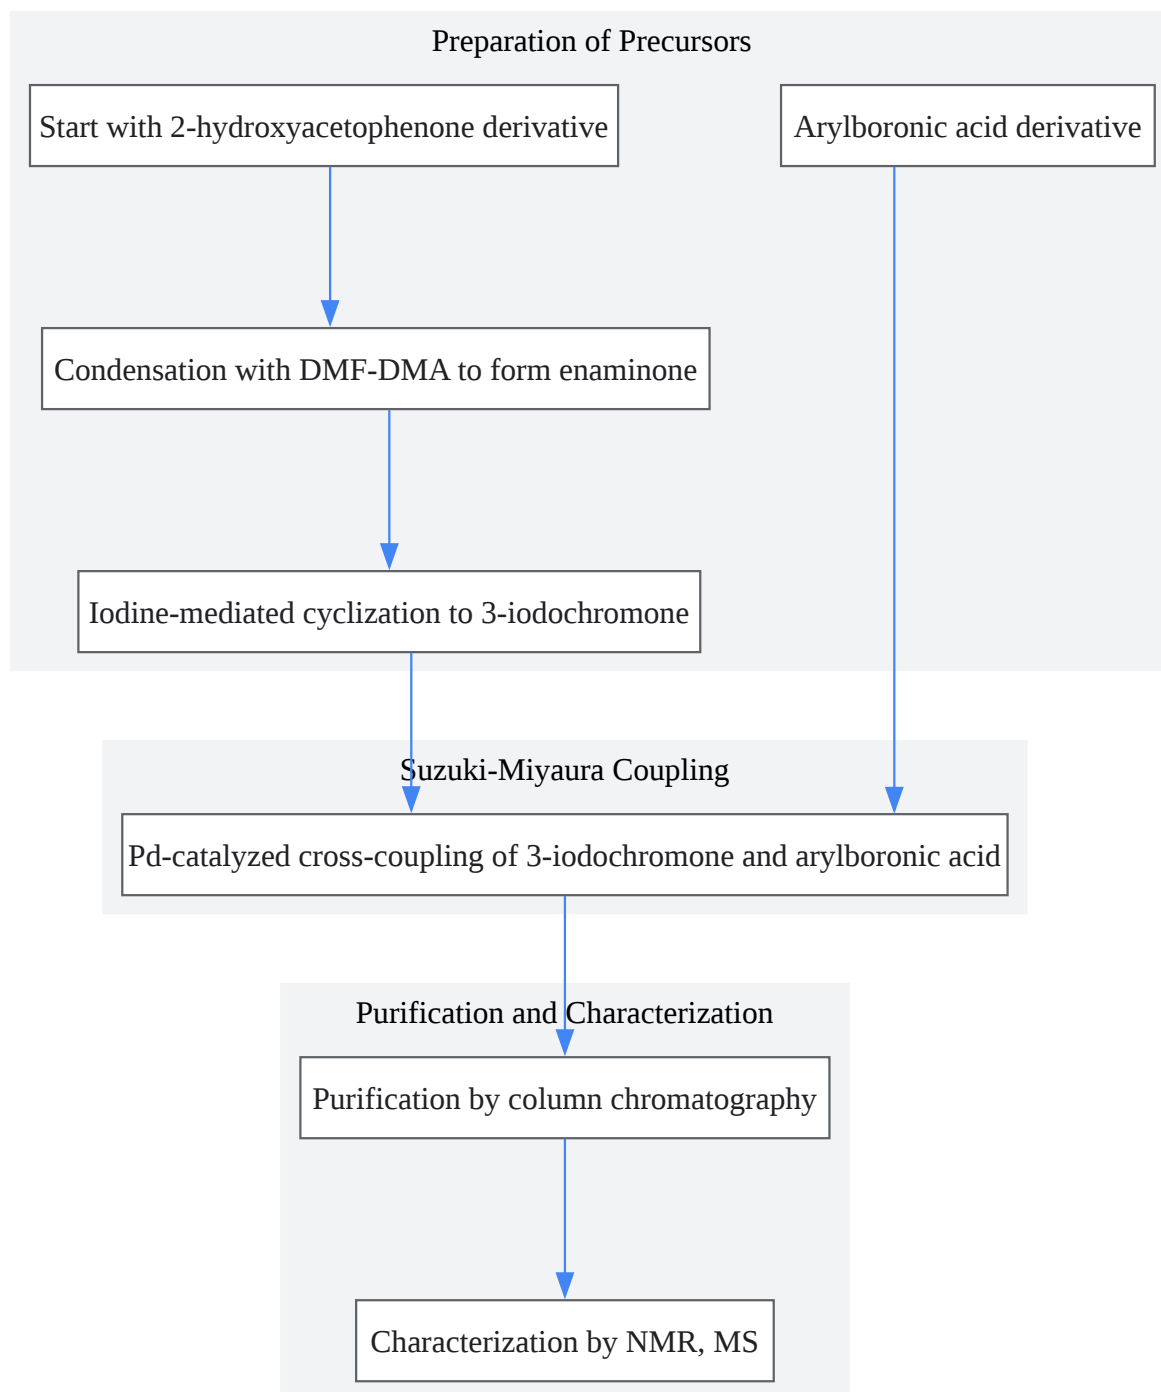 Preparation of Precursors
Start with 2-hydroxyacetophenone derivative
Arylboronic acid derivative
Condensation with DMF-DMA to form enaminone
Iodine-mediated cyclization to 3-iodochromone
Suzuki-Miyaura Coupling
Pd-catalyzed cross-coupling of 3-iodochromone and arylboronic acid
Purification and Characterization
Purification by column chromatography
Characterization by NMR, MS